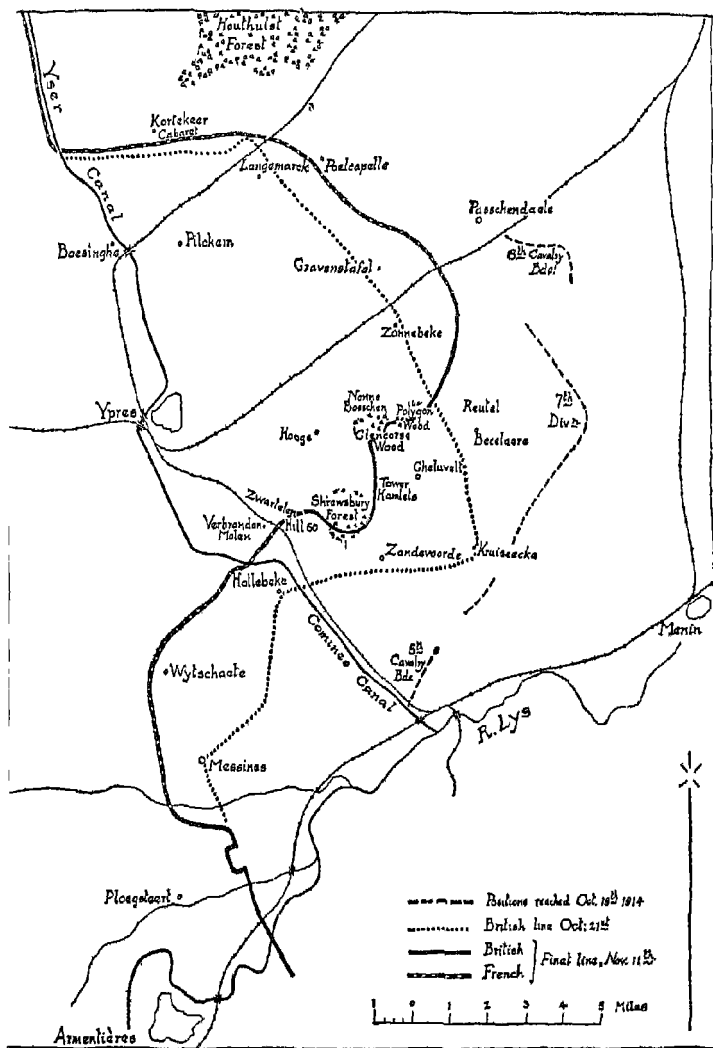 Houthulst
Forest
Yser
Canal
Kortekeer
Cabaret
Langemarck
Poelcapelle
Passchendaele
Boesinghe
Pilckem
Gravenstafel
8th Cavalry
Bde.
Zonnebeke
7th
Div.
Ypres
Nonne
Bosschen
Polygon
Wood
Reutel
Hooge
Glencorse
Wood
Becelaere
Gheluvelt
Tower
Hamlets
Zwartelen
Shrewsbury
Forest
Verbranden
Molen
Hill 60
Zandvoorde
Kruiseecke
Hollebeke
Menin
Comines
Canal
5th
Cavalry
Bde
Wytschaete
R. Lys
Messines
Ploegsteert
Armentières
Positions reached Oct. 18th 1914
British line Oct: 21st
British
French
Final line, Nov. 11th
1 0 1 2 3 4 5 Miles